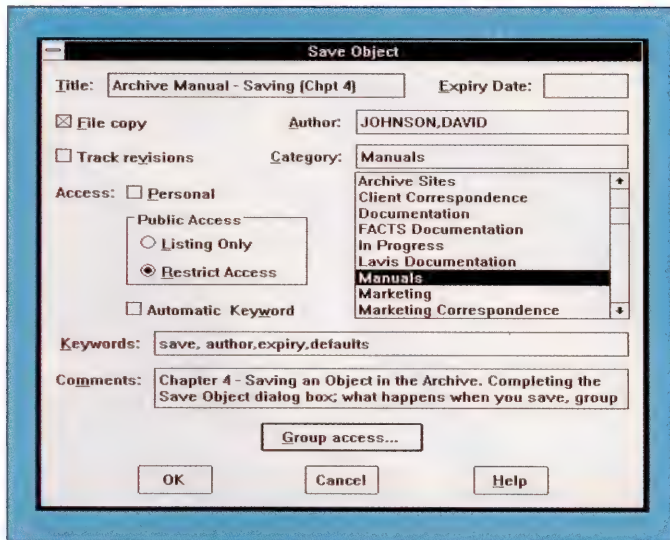 Save Object
Title: Archive Manual - Saving (Chpt 4) Expiry Date:
File copy Author: JOHNSON,DAVID
Track revisions Category: Manuals
Archive Sites
Client Correspondence
Documentation
FACTS Documentation
In Progress
Lavis Documentation
Manuals
Marketing
Marketing Correspondence
Access: Personal
Public Access
Listing Only
Restrict Access
Automatic Keyword
Keywords: save, author,expiry,defaults
Comments: Chapter 4 - Saving an Object in the Archive. Completing the
Save Object dialog box; what happens when you save, group
Group access...
OK Cancel Help